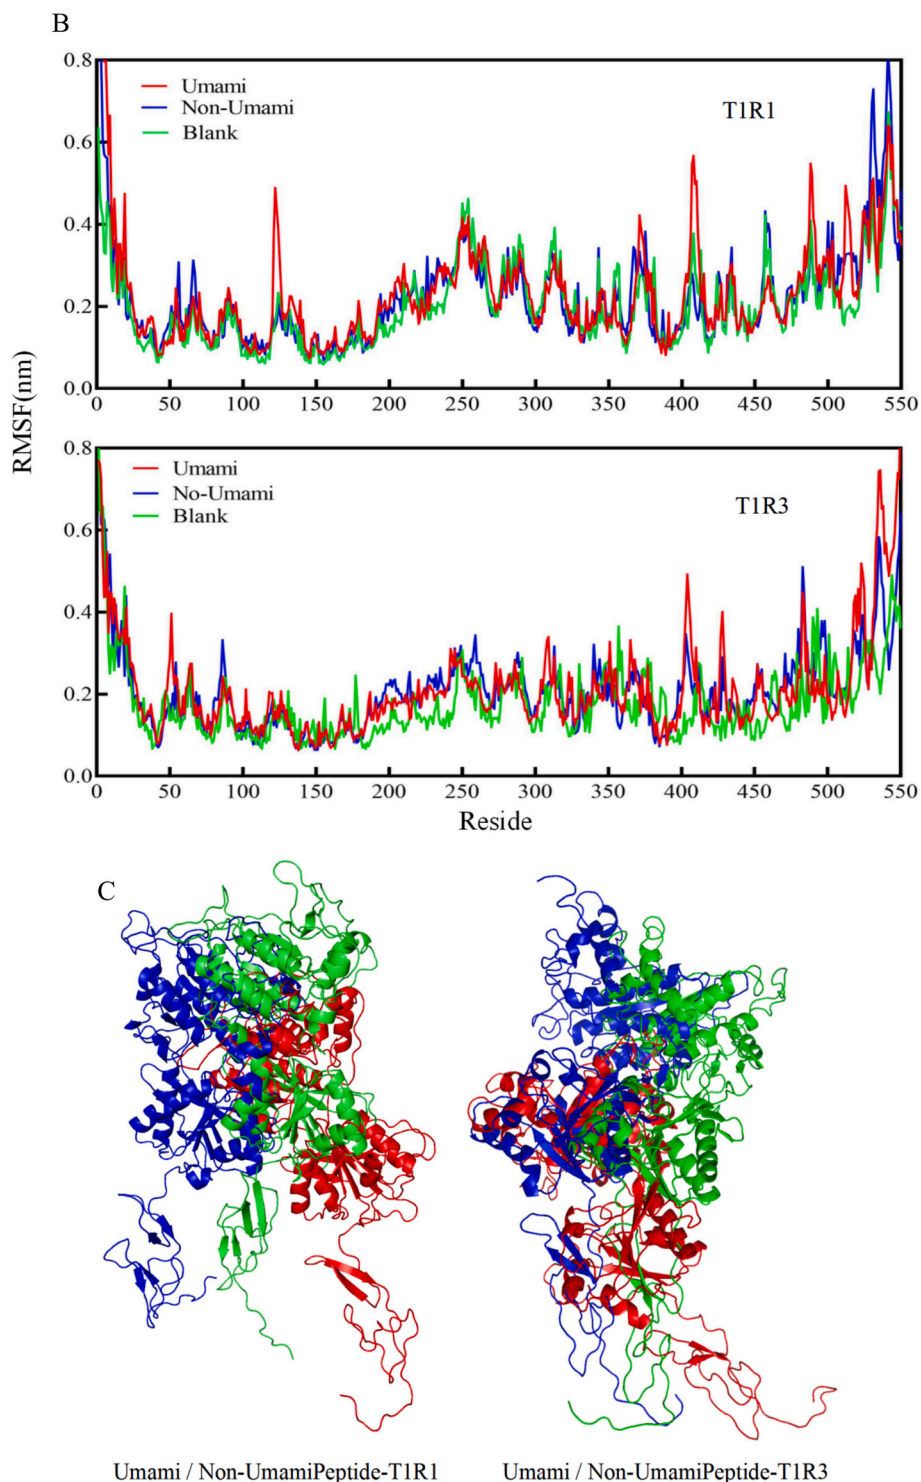 B
0.8
Umami
Non-Umami
Blank
T1R1
0.6
0.4
0.2
0.0
0 50 100 150 200 250 300 350 400 450 500 550
RMSF(nm)
0.8
Umami
No-Umami
Blank
T1R3
0.6
0.4
0.2
0.0
0 50 100 150 200 250 300 350 400 450 500 550
Reside
C
Umami / Non-UmamiPeptide-T1R1 Umami / Non-UmamiPeptide-T1R3